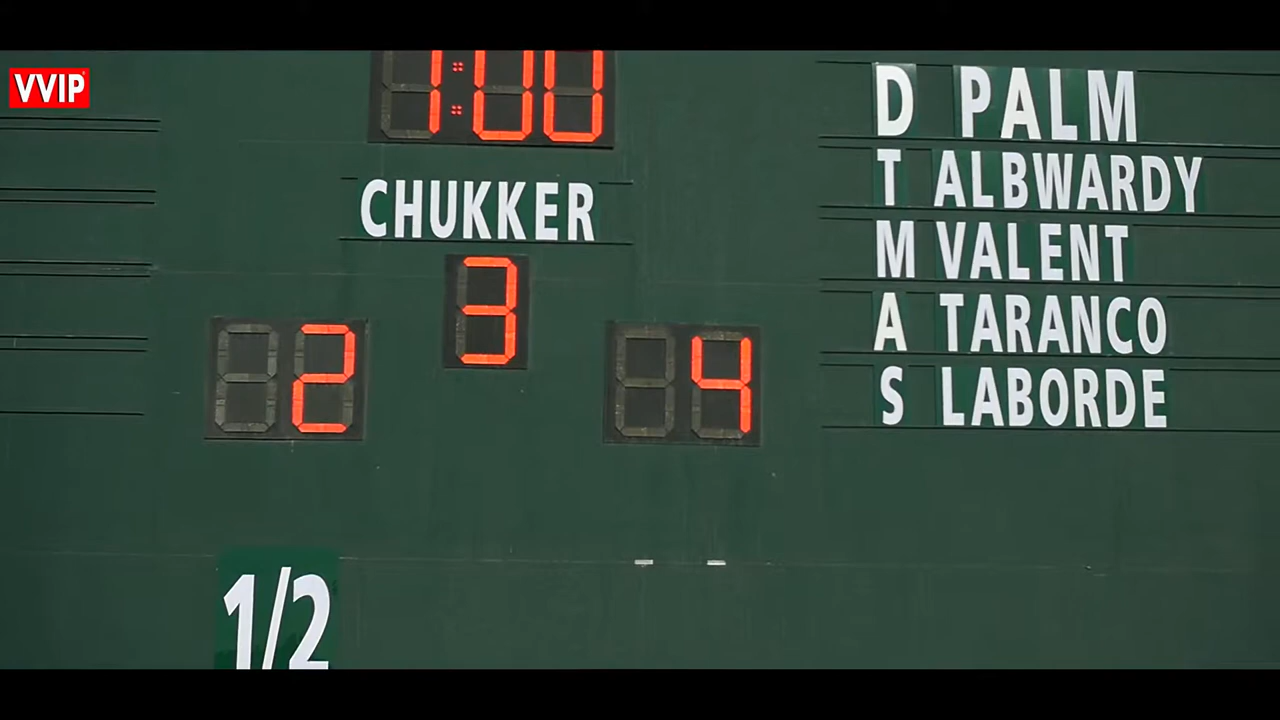 VVIP
1:00
CHUKKER
3
2
4
1/2
D PALM
T ALBWARDY
M VALENT
A TARANCO
S LABORDE